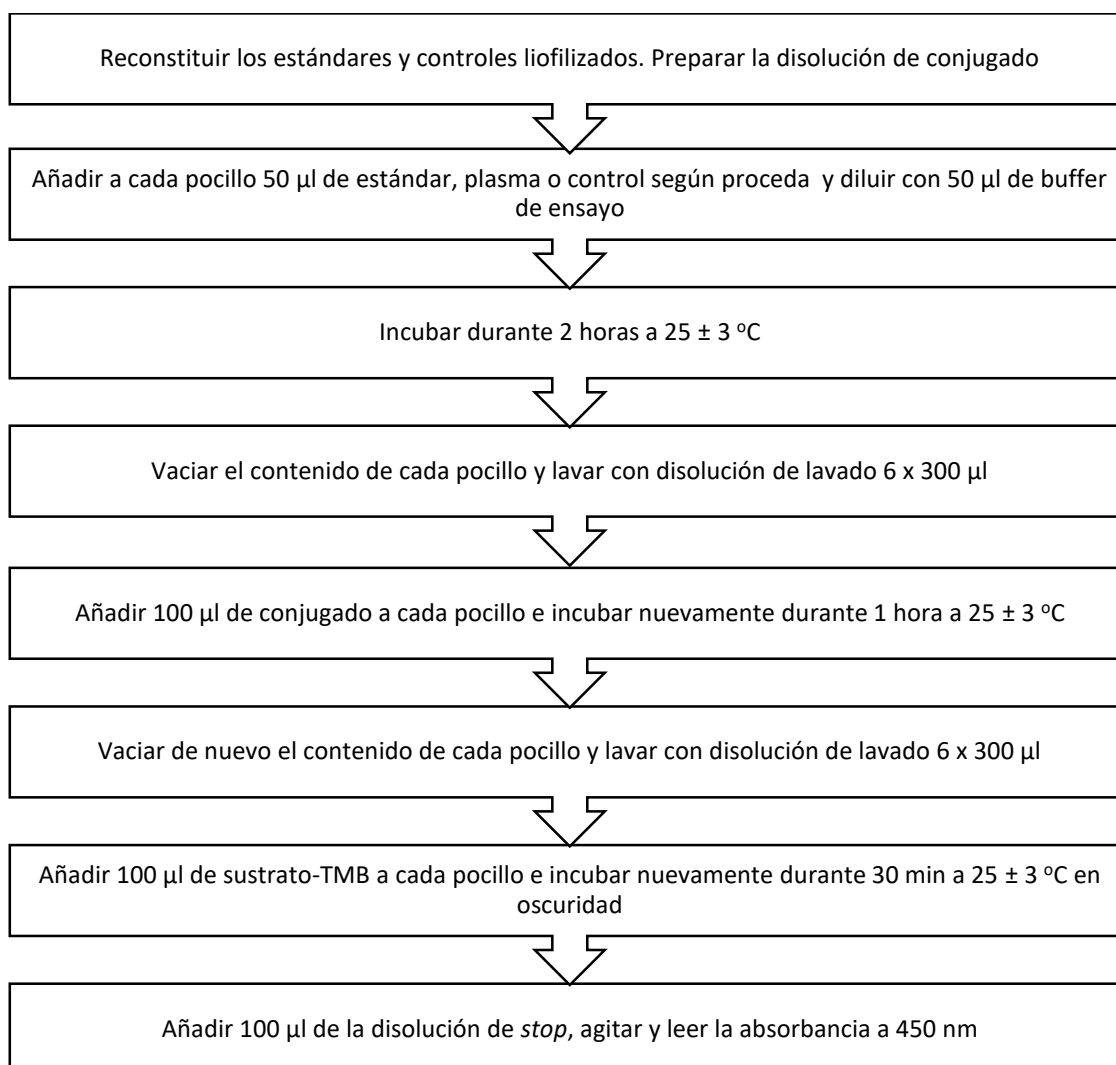 Reconstituir los estándares y controles liofilizados. Preparar la disolución de conjugado
Añadir a cada pocillo 50 µl de estándar, plasma o control según proceda  y diluir con 50 µl de buffer
de ensayo
Incubar durante 2 horas a 25 ± 3 ºC
Vaciar el contenido de cada pocillo y lavar con disolución de lavado 6 x 300 µl
Añadir 100 µl de conjugado a cada pocillo e incubar nuevamente durante 1 hora a 25 ± 3 ºC
Vaciar de nuevo el contenido de cada pocillo y lavar con disolución de lavado 6 x 300 µl
Añadir 100 µl de sustrato-TMB a cada pocillo e incubar nuevamente durante 30 min a 25 ± 3 ºC en
oscuridad
Añadir 100 µl de la disolución de stop, agitar y leer la absorbancia a 450 nm